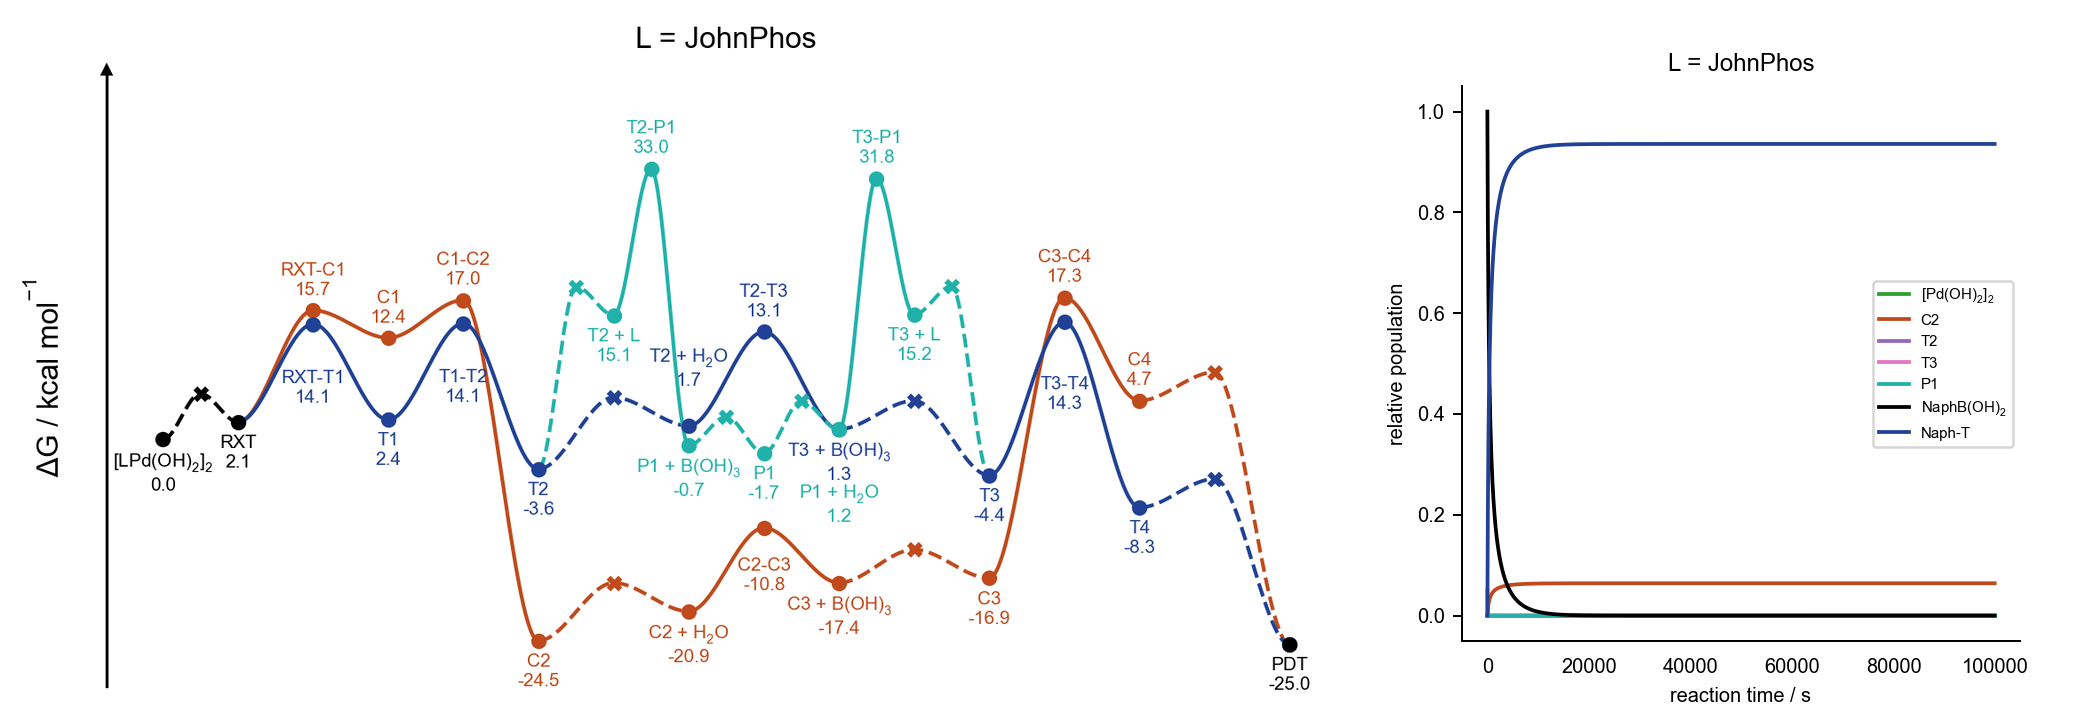 L = JohnPhos
ΔG / kcal mol⁻¹
[LPd(OH)₂]₂
0.0
RXT
2.1
RXT-C1
15.7
RXT-T1
14.1
C1
12.4
T1
2.4
C1-C2
17.0
T1-T2
14.1
T2
-3.6
C2
-24.5
T2 + L
15.1
T2-P1
33.0
T2 + H₂O
1.7
P1 + B(OH)₃
-0.7
C2 + H₂O
-20.9
T2-T3
13.1
P1
-1.7
C2-C3
-10.8
T3 + B(OH)₃
1.3
P1 + H₂O
1.2
C3 + B(OH)₃
-17.4
T3-P1
31.8
T3 + L
15.2
T3
-4.4
C3
-16.9
C3-C4
17.3
T3-T4
14.3
C4
4.7
T4
-8.3
PDT
-25.0
L = JohnPhos
relative population
1.0
0.8
0.6
0.4
0.2
0.0
[Pd(OH)₂]₂
C2
T2
T3
P1
NaphB(OH)₂
Naph-T
0 20000 40000 60000 80000 100000
reaction time / s